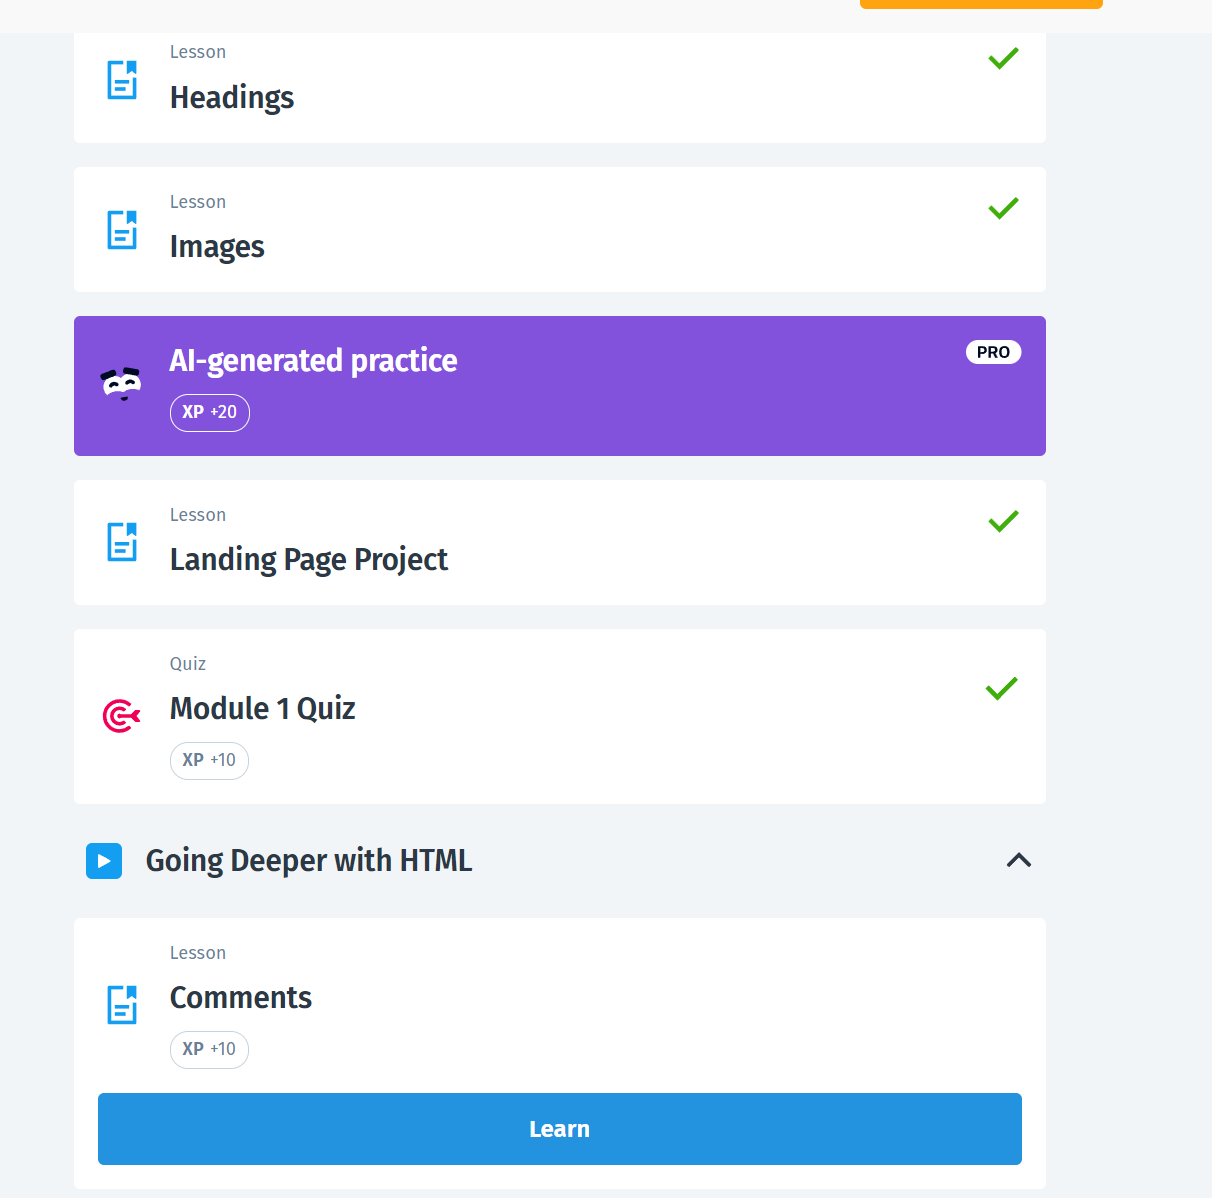 Lesson
Headings
Lesson
Images
AI-generated practice
PRO
XP +20
Lesson
Landing Page Project
Quiz
Module 1 Quiz
XP +10
Going Deeper with HTML
Lesson
Comments
XP +10
Learn